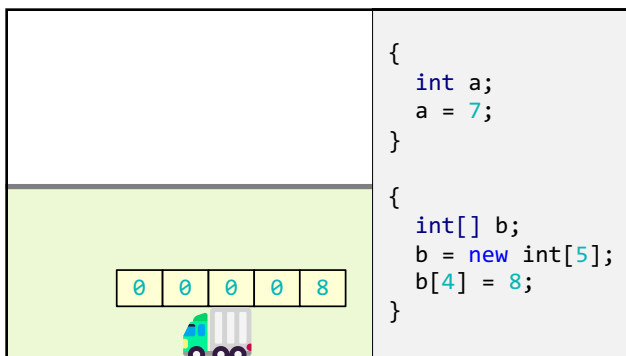 0 0 0 0 8
{
int a;
a = 7;
}
{
int[] b;
b = new int[5];
b[4] = 8;
}